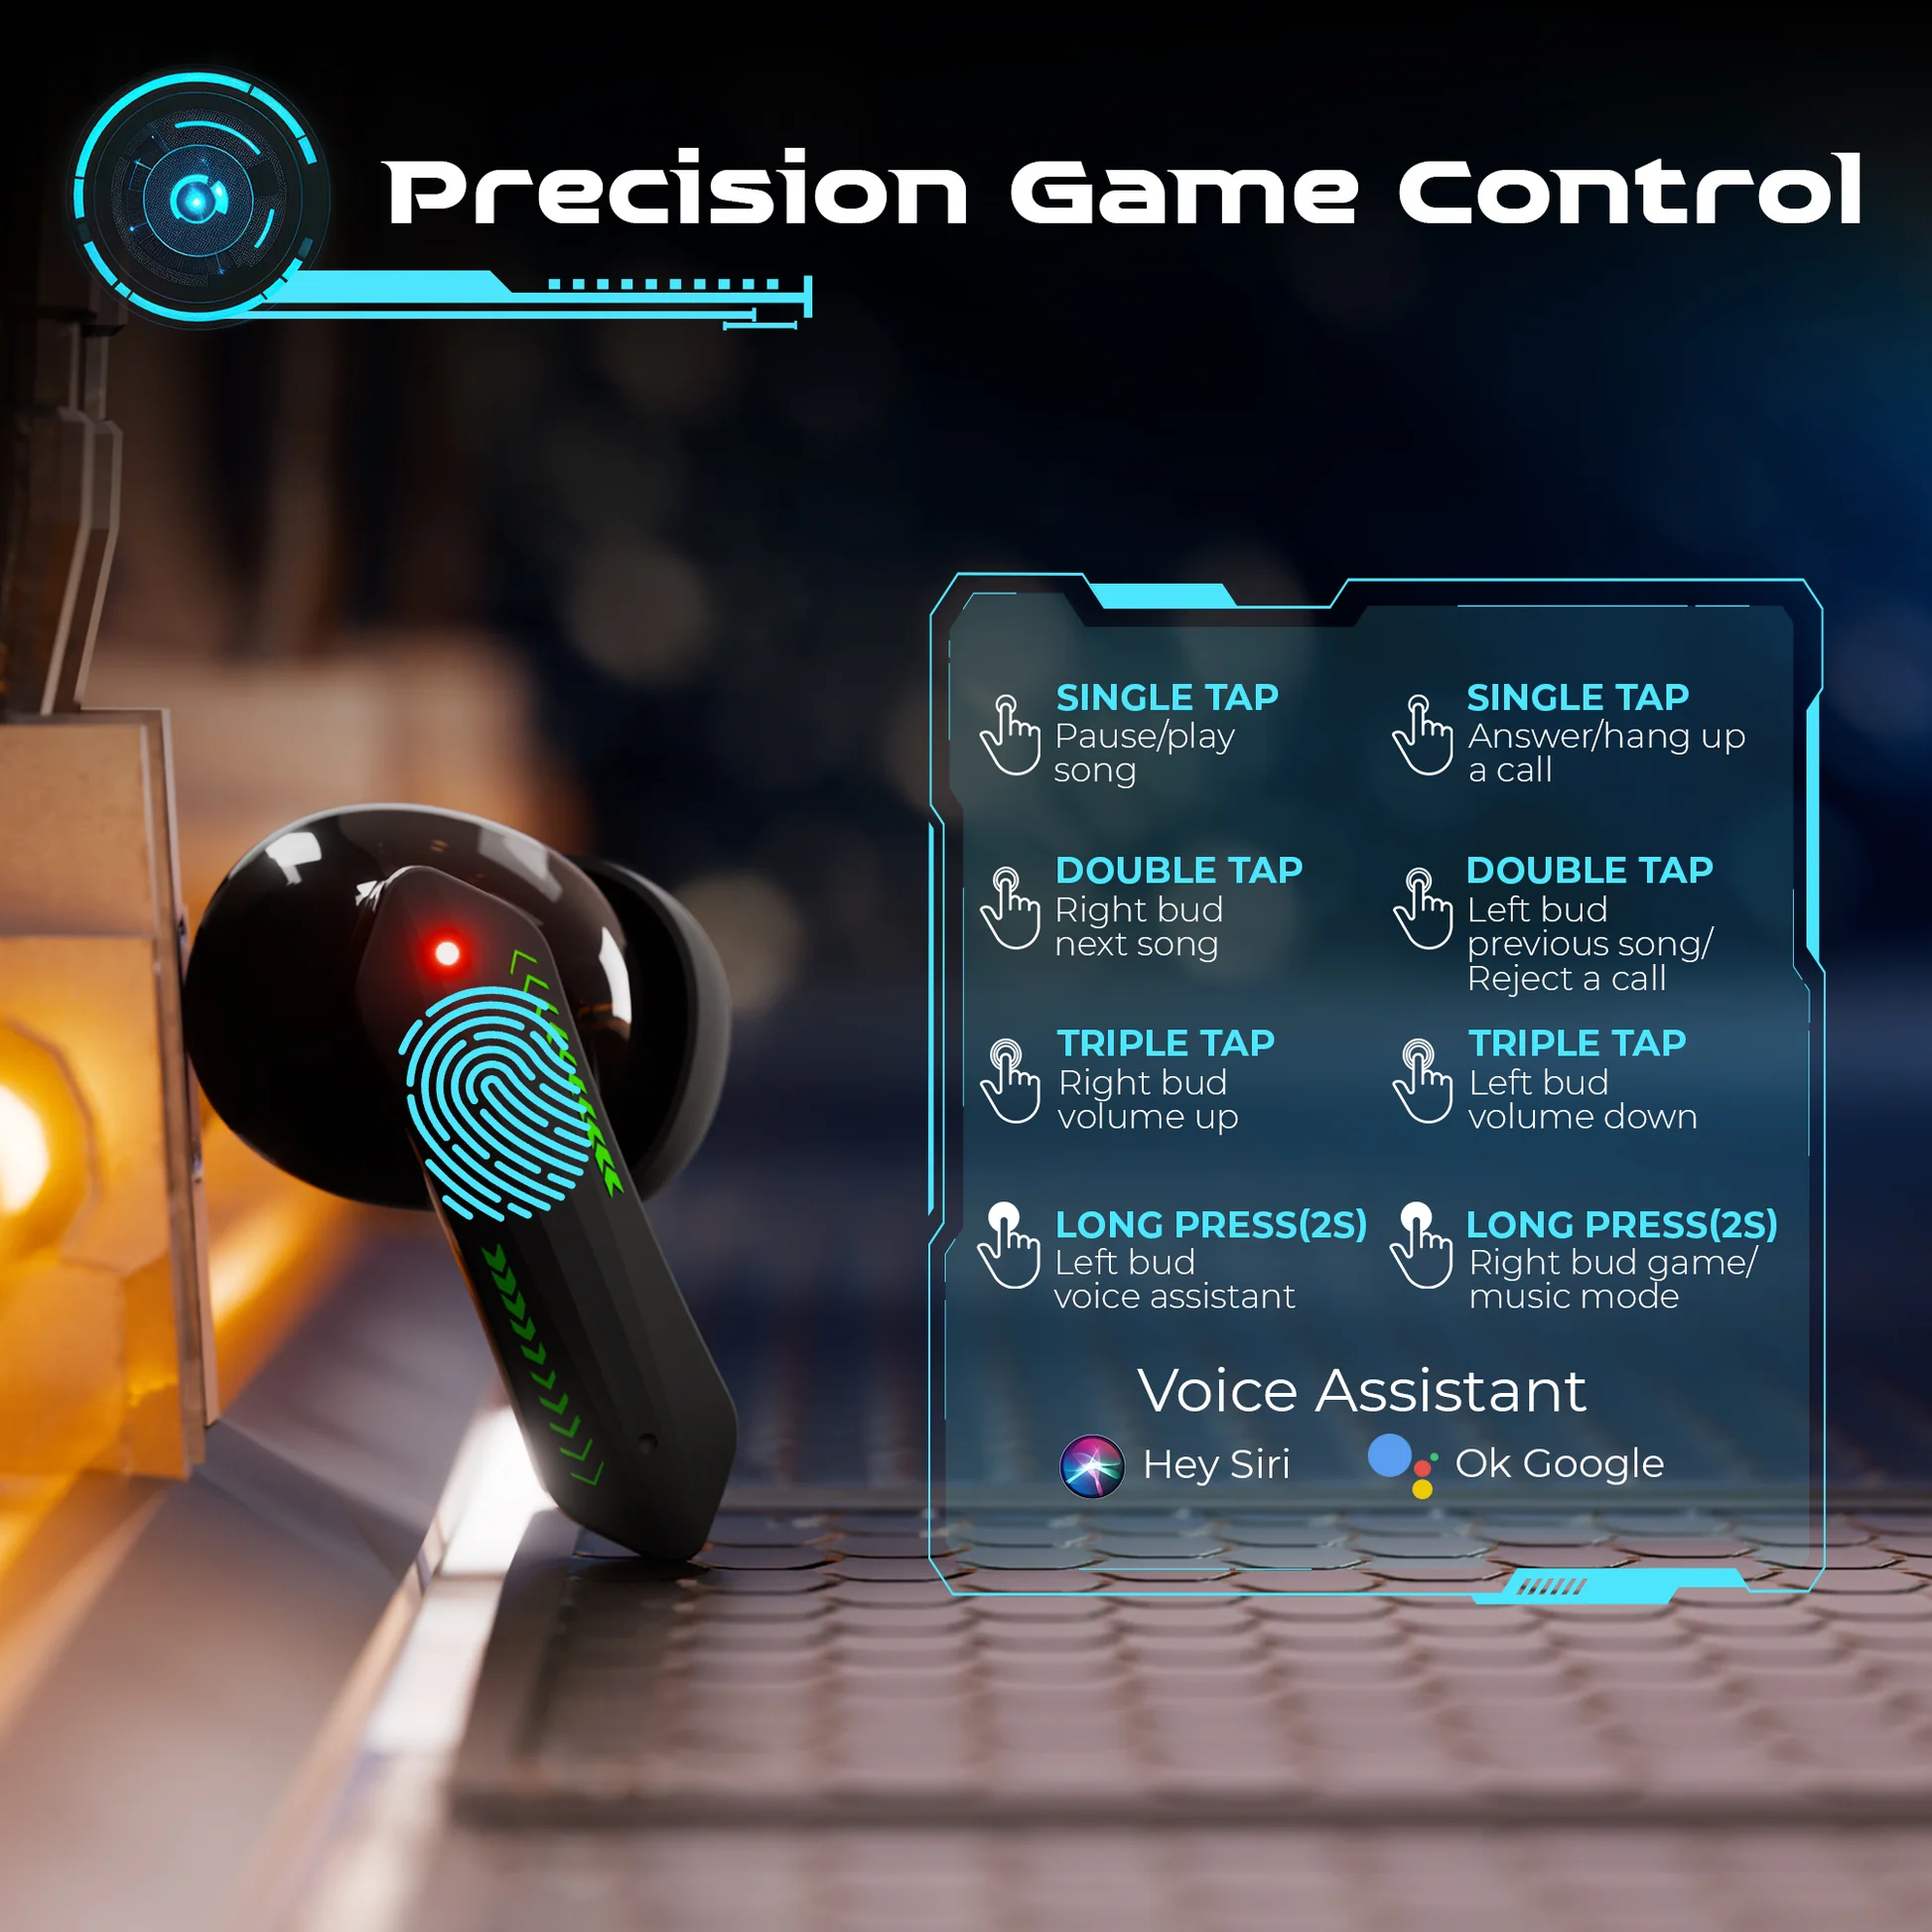 Precision Game Control
SINGLE TAP
Pause/play
song
SINGLE TAP
Answer/hang up
a call
DOUBLE TAP
Right bud
next song
DOUBLE TAP
Left bud
previous song/
Reject a call
TRIPLE TAP
Right bud
volume up
TRIPLE TAP
Left bud
volume down
LONG PRESS(2S)
Left bud
voice assistant
LONG PRESS(2S)
Right bud game/
music mode
Voice Assistant
Hey Siri
Ok Google